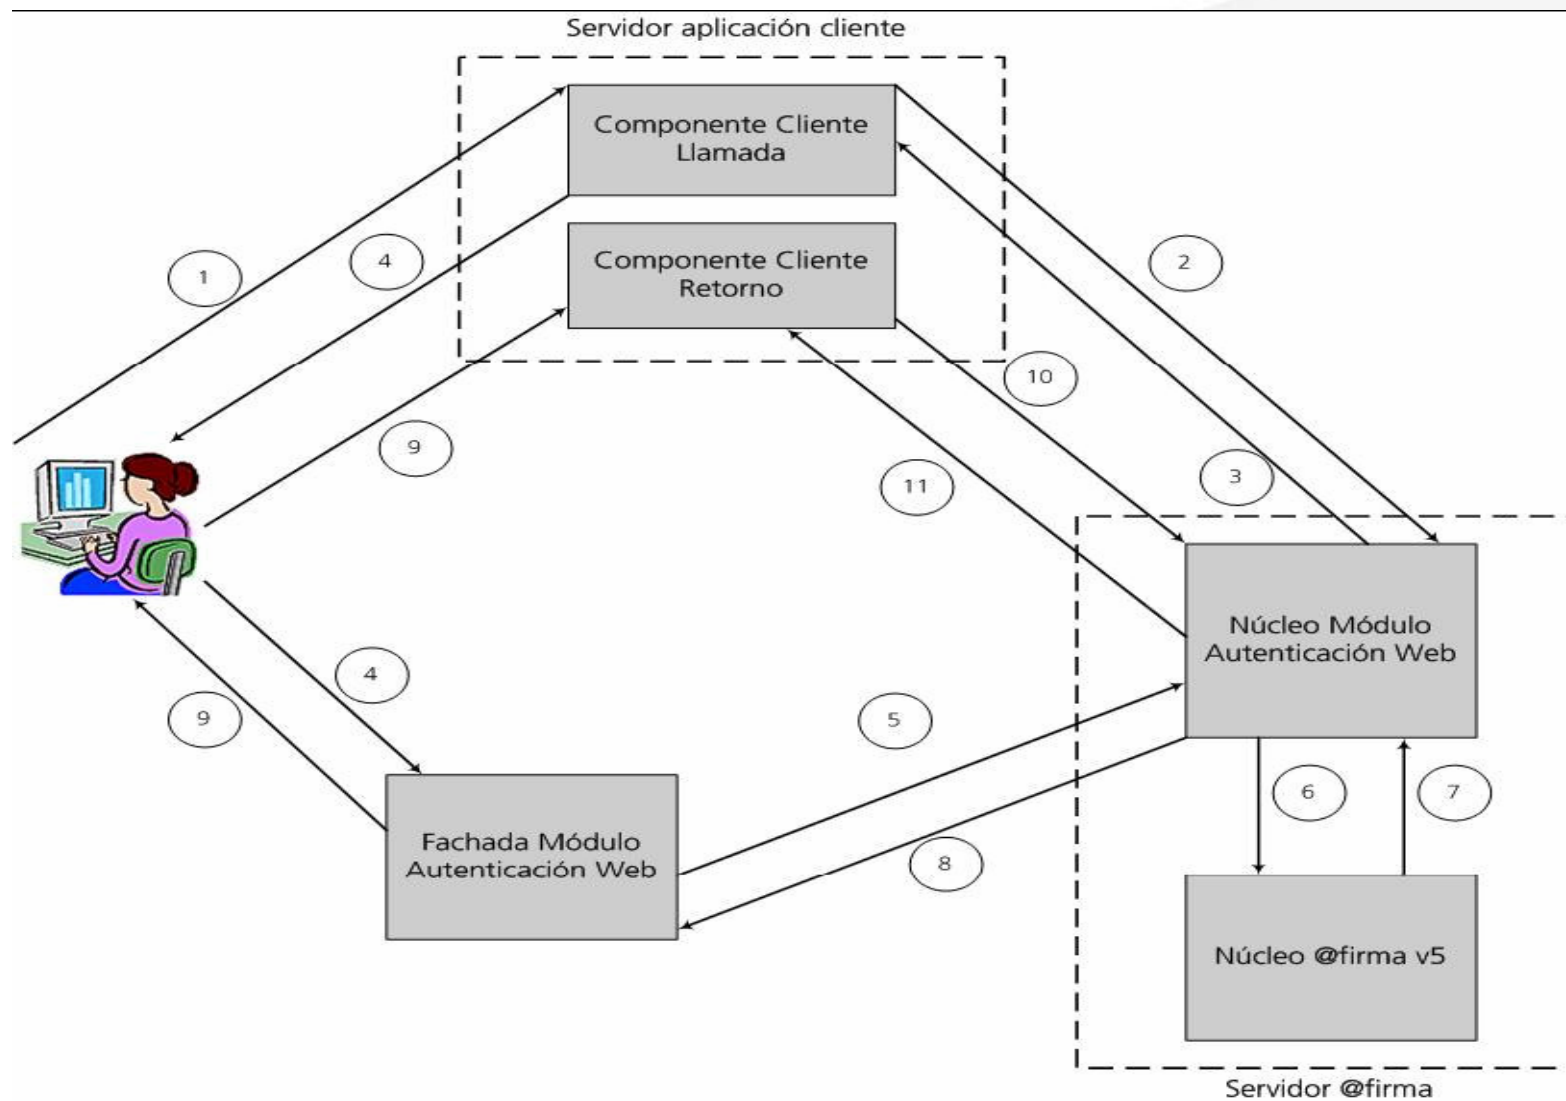 Servidor aplicación cliente
Componente Cliente
Llamada
1
4
2
Componente Cliente
Retorno
10
9
3
11
Núcleo Módulo
Autenticación Web
4
9
5
6
7
Fachada Módulo
Autenticación Web
8
Núcleo @firma v5
Servidor @firma